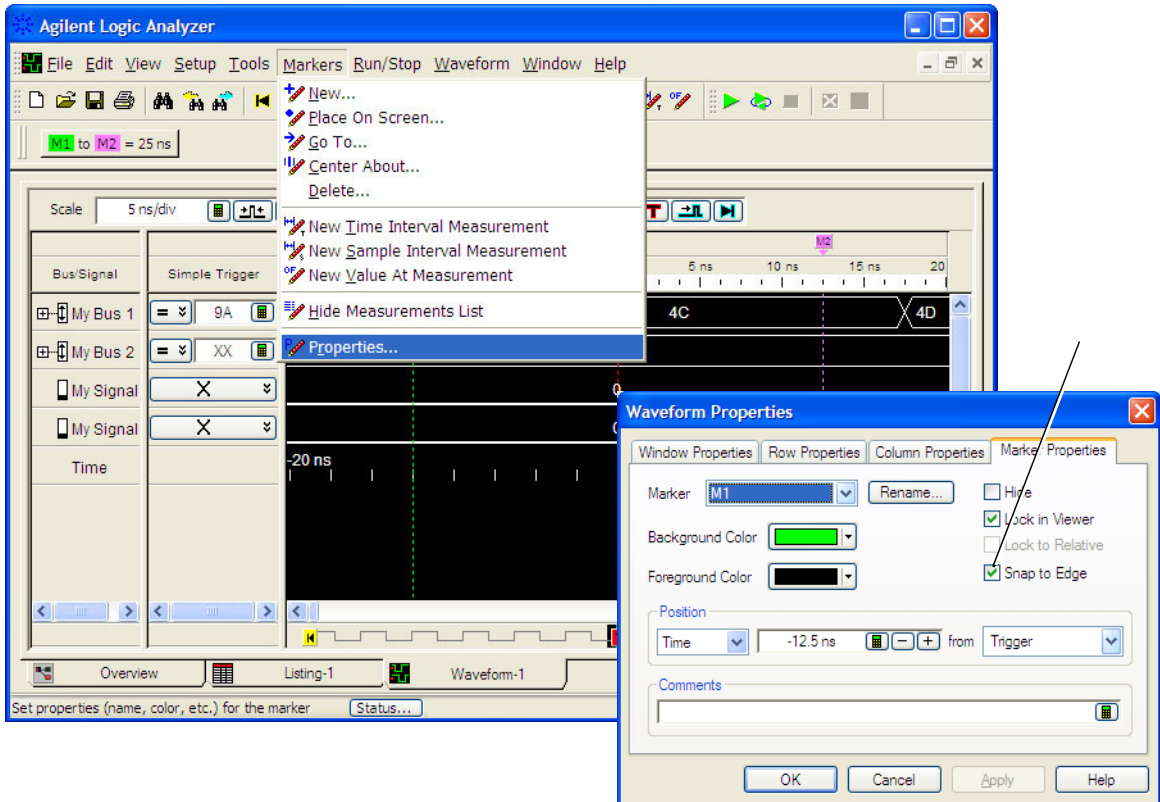 Agilent Logic Analyzer
File Edit View Setup Tools Markers Run/Stop Waveform Window Help
New...
Place On Screen...
Go To...
Center About...
Delete...
New Time Interval Measurement
New Sample Interval Measurement
New Value At Measurement
Hide Measurements List
Properties...
M1 to M2 = 25 ns
Scale 5 ns/div
M2
Bus/Signal Simple Trigger 5 ns 10 ns 15 ns 20
My Bus 1 = 9A 4C 4D
My Bus 2 = XX
My Signal X 0
My Signal X
Time -20 ns
Overview Listing-1 Waveform-1
Set properties (name, color, etc.) for the marker Status...
Waveform Properties
Window Properties Row Properties Column Properties Marker Properties
Marker M1 Rename... Hide
Lock in Viewer
Background Color
Lock to Relative
Foreground Color Snap to Edge
Position
Time -12.5 ns - + from Trigger
Comments
OK Cancel Apply Help